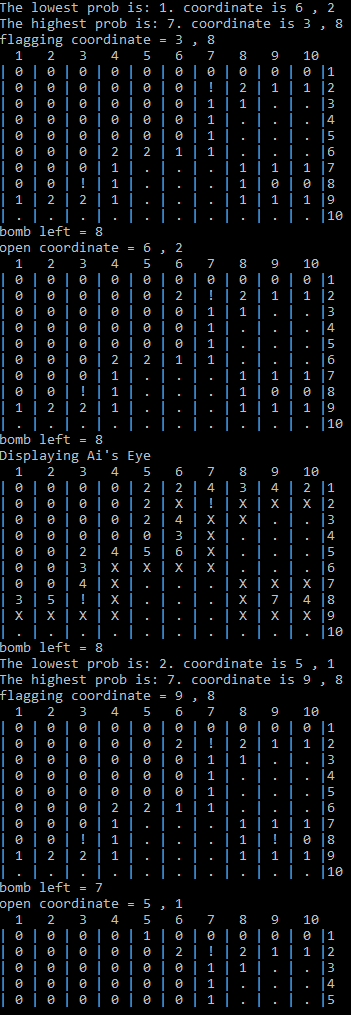 The lowest prob is: 1. coordinate is 6 , 2
The highest prob is: 7. coordinate is 3 , 8
flagging coordinate = 3 , 8
1 2 3 4 5 6 7 8 9 10
| 0 | 0 | 0 | 0 | 0 | 0 | 0 | 0 | 0 | 0 |1
| 0 | 0 | 0 | 0 | 0 | 0 | ! | 2 | 1 | 1 |2
| 0 | 0 | 0 | 0 | 0 | 0 | 1 | 1 | . | . |3
| 0 | 0 | 0 | 0 | 0 | 0 | 1 | . | . | . |4
| 0 | 0 | 0 | 0 | 0 | 0 | 1 | . | . | . |5
| 0 | 0 | 0 | 2 | 2 | 1 | 1 | . | . | . |6
| 0 | 0 | 0 | 1 | . | . | . | 1 | 1 | 1 |7
| 0 | 0 | ! | 1 | . | . | . | 1 | 0 | 0 |8
| 1 | 2 | 2 | 1 | . | . | . | 1 | 1 | 1 |9
| . | . | . | . | . | . | . | . | . | . |10
bomb left = 8
open coordinate = 6 , 2
1 2 3 4 5 6 7 8 9 10
| 0 | 0 | 0 | 0 | 0 | 0 | 0 | 0 | 0 | 0 |1
| 0 | 0 | 0 | 0 | 0 | 2 | ! | 2 | 1 | 1 |2
| 0 | 0 | 0 | 0 | 0 | 0 | 1 | 1 | . | . |3
| 0 | 0 | 0 | 0 | 0 | 0 | 1 | . | . | . |4
| 0 | 0 | 0 | 0 | 0 | 0 | 1 | . | . | . |5
| 0 | 0 | 0 | 2 | 2 | 1 | 1 | . | . | . |6
| 0 | 0 | 0 | 1 | . | . | . | 1 | 1 | 1 |7
| 0 | 0 | ! | 1 | . | . | . | 1 | 0 | 0 |8
| 1 | 2 | 2 | 1 | . | . | . | 1 | 1 | 1 |9
| . | . | . | . | . | . | . | . | . | . |10
bomb left = 8
Displaying Ai's Eye
1 2 3 4 5 6 7 8 9 10
| 0 | 0 | 0 | 0 | 2 | 2 | 4 | 3 | 4 | 2 |1
| 0 | 0 | 0 | 0 | 2 | X | ! | X | X | X |2
| 0 | 0 | 0 | 0 | 2 | 4 | X | X | . | . |3
| 0 | 0 | 0 | 0 | 0 | 3 | X | . | . | . |4
| 0 | 0 | 2 | 4 | 5 | 6 | X | . | . | . |5
| 0 | 0 | 3 | X | X | X | X | . | . | . |6
| 0 | 0 | 4 | X | . | . | . | X | X | X |7
| 3 | 5 | ! | X | . | . | . | X | 7 | 4 |8
| X | X | X | X | . | . | . | X | X | X |9
| . | . | . | . | . | . | . | . | . | . |10
bomb left = 8
The lowest prob is: 2. coordinate is 5 , 1
The highest prob is: 7. coordinate is 9 , 8
flagging coordinate = 9 , 8
1 2 3 4 5 6 7 8 9 10
| 0 | 0 | 0 | 0 | 0 | 0 | 0 | 0 | 0 | 0 |1
| 0 | 0 | 0 | 0 | 0 | 2 | ! | 2 | 1 | 1 |2
| 0 | 0 | 0 | 0 | 0 | 0 | 1 | 1 | . | . |3
| 0 | 0 | 0 | 0 | 0 | 0 | 1 | . | . | . |4
| 0 | 0 | 0 | 0 | 0 | 0 | 1 | . | . | . |5
| 0 | 0 | 0 | 2 | 2 | 1 | 1 | . | . | . |6
| 0 | 0 | 0 | 1 | . | . | . | 1 | 1 | 1 |7
| 0 | 0 | ! | 1 | . | . | . | 1 | ! | 0 |8
| 1 | 2 | 2 | 1 | . | . | . | 1 | 1 | 1 |9
| . | . | . | . | . | . | . | . | . | . |10
bomb left = 7
open coordinate = 5 , 1
1 2 3 4 5 6 7 8 9 10
| 0 | 0 | 0 | 0 | 1 | 0 | 0 | 0 | 0 | 0 |1
| 0 | 0 | 0 | 0 | 0 | 2 | ! | 2 | 1 | 1 |2
| 0 | 0 | 0 | 0 | 0 | 0 | 1 | 1 | . | . |3
| 0 | 0 | 0 | 0 | 0 | 0 | 1 | . | . | . |4
| 0 | 0 | 0 | 0 | 0 | 0 | 1 | . | . | . |5